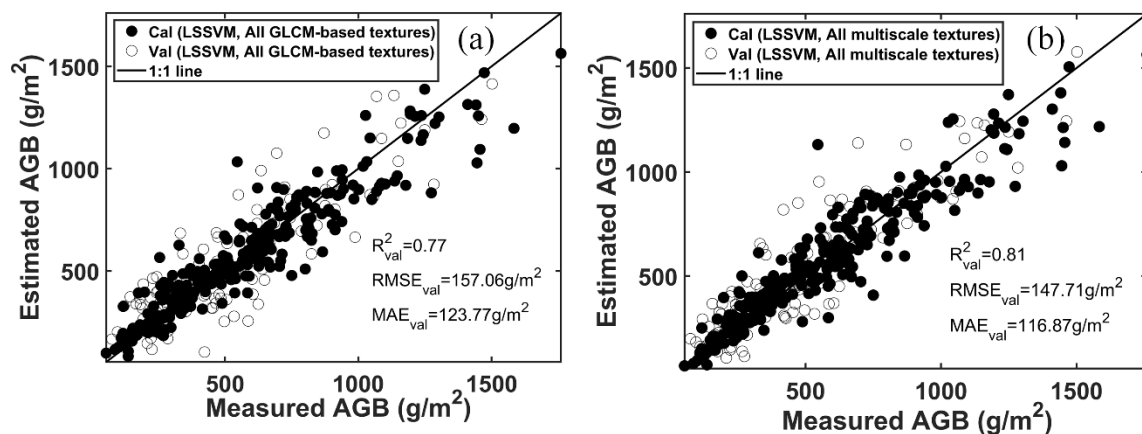 Cal (LSSVM, All GLCM-based textures)
Val (LSSVM, All GLCM-based textures)
1:1 line
(a)
1500
1000
500
Estimated AGB (g/m²)
R²val=0.77
RMSEval=157.06g/m²
MAEval=123.77g/m²
500
1000
1500
Measured AGB (g/m²)
Cal (LSSVM, All multiscale textures)
Val (LSSVM, All multiscale textures)
1:1 line
(b)
1500
1000
500
Estimated AGB (g/m²)
R²val=0.81
RMSEval=147.71g/m²
MAEval=116.87g/m²
500
1000
1500
Measured AGB (g/m²)